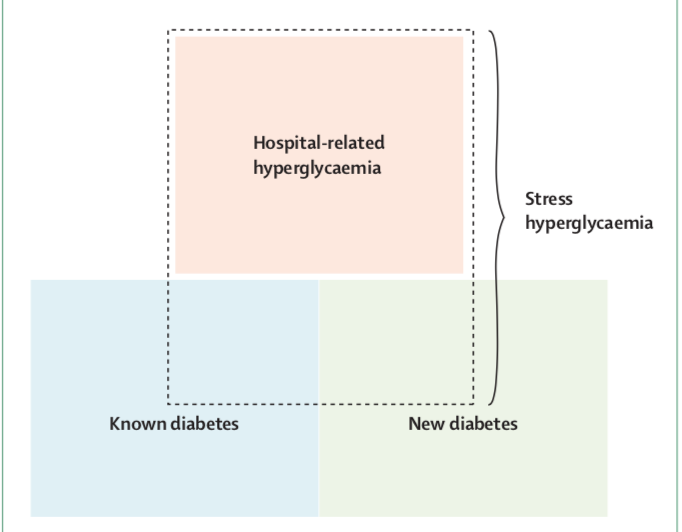 Hospital-related
hyperglycaemia
Stress
hyperglycaemia
Known diabetes
New diabetes